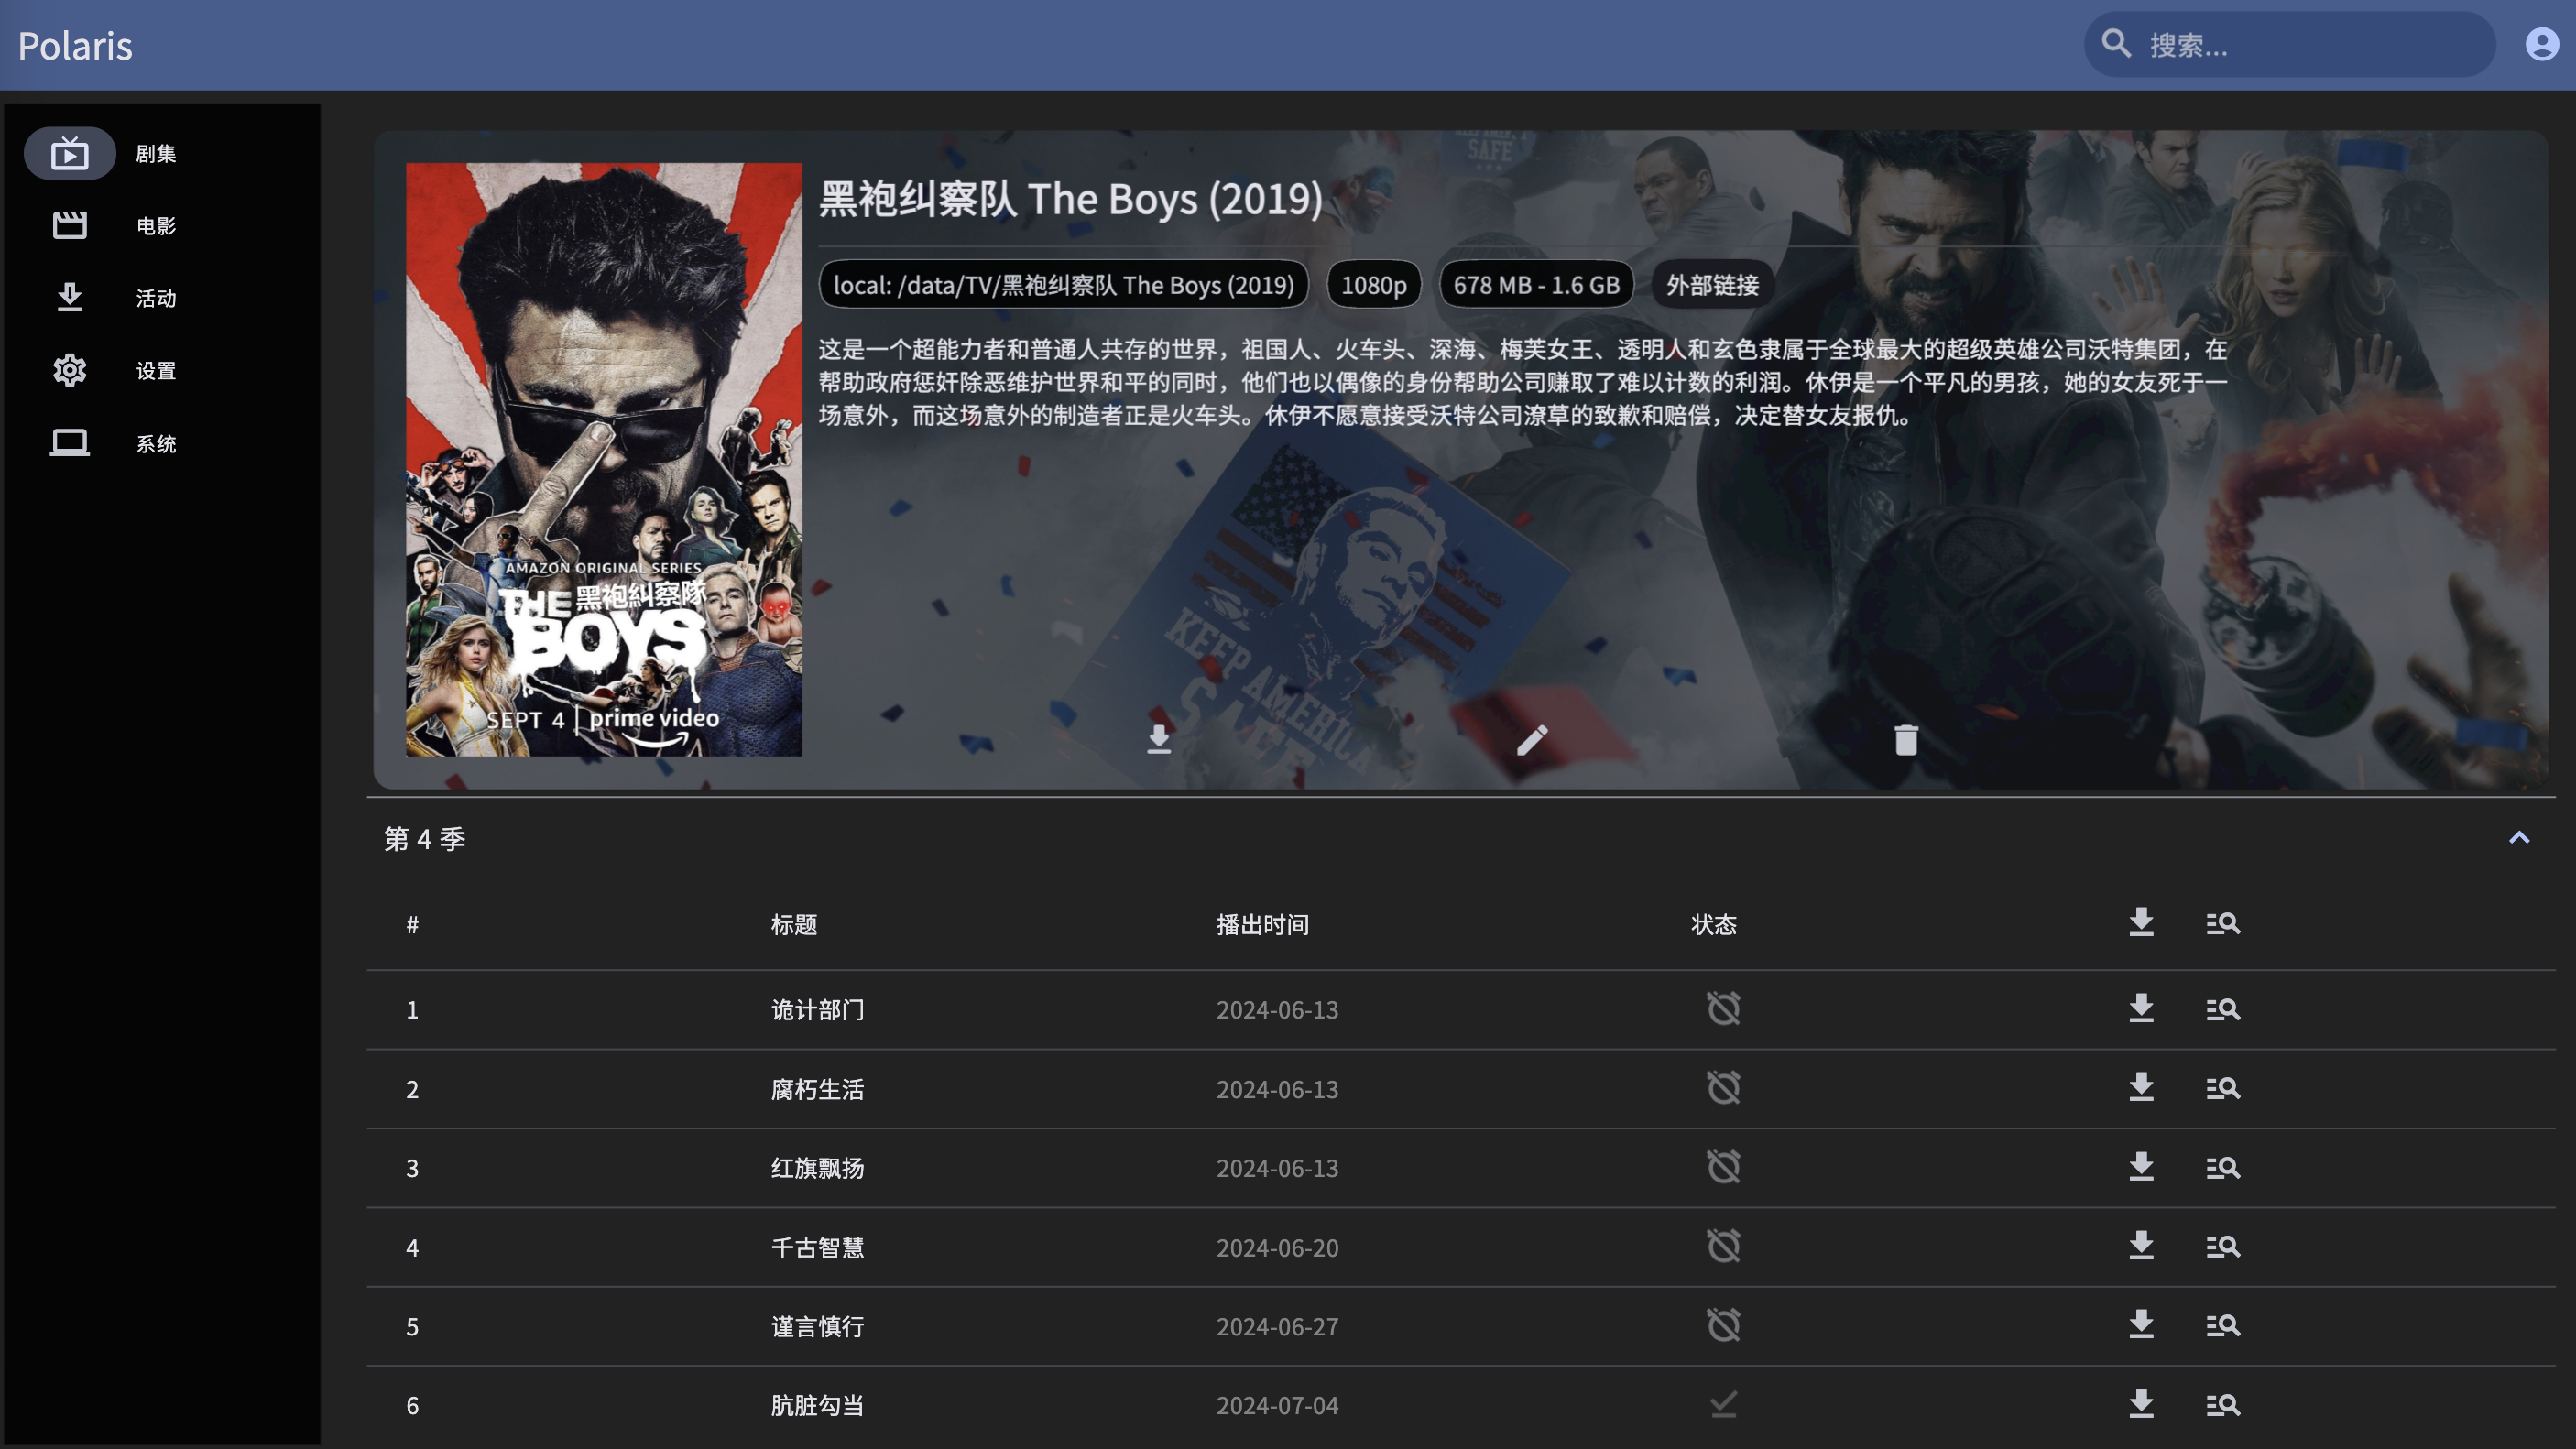 Polaris
搜索...
剧集
电影
活动
设置
系统
黑袍纠察队 The Boys (2019)
local: /data/TV/黑袍纠察队 The Boys (2019)
1080p
678 MB - 1.6 GB
外部链接
这是一个超能力者和普通人共存的世界，祖国人、火车头、深海、梅芙女王、透明人和玄色隶属于全球最大的超级英雄公司沃特集团，在
帮助政府惩奸除恶维护世界和平的同时，他们也以偶像的身份帮助公司赚取了难以计数的利润。休伊是一个平凡的男孩，她的女友死于一
场意外，而这场意外的制造者正是火车头。休伊不愿意接受沃特公司潦草的致歉和赔偿，决定替女友报仇。
AMAZON ORIGINAL SERIES
THE 黑袍糾察隊
BOYS
SEPT 4 | prime video
SAFE
KEEP AMERICA
SAFE
第 4 季
# 标题 播出时间 状态
1 诡计部门 2024-06-13
2 腐朽生活 2024-06-13
3 红旗飘扬 2024-06-13
4 千古智慧 2024-06-20
5 谨言慎行 2024-06-27
6 肮脏勾当 2024-07-04